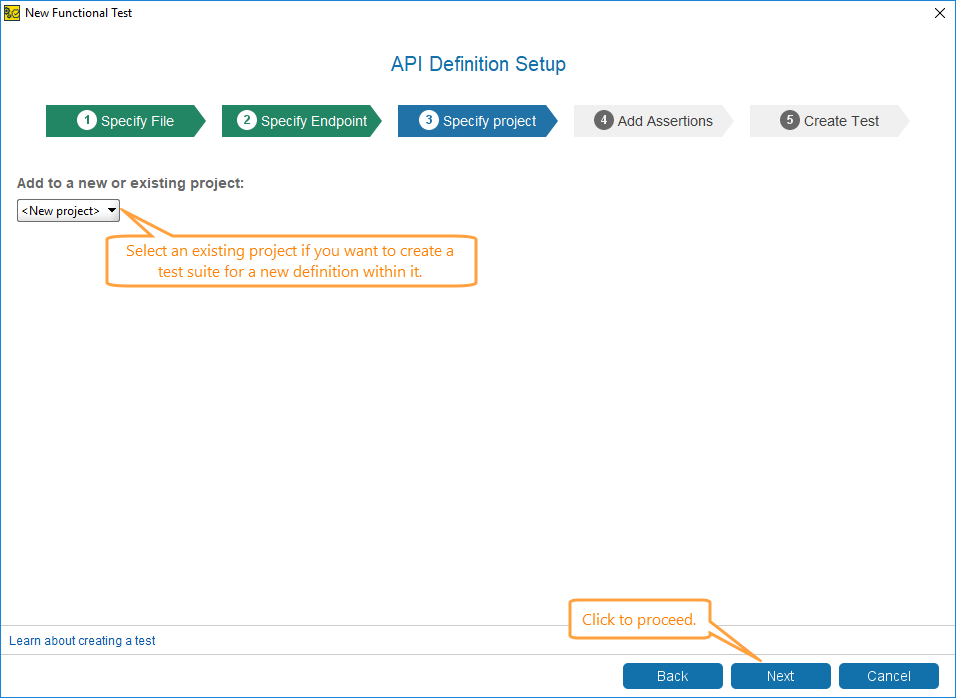 New Functional Test
API Definition Setup
1 Specify File
2 Specify Endpoint
3 Specify project
4 Add Assertions
5 Create Test
Add to a new or existing project:
<New project>
Select an existing project if you want to create a
test suite for a new definition within it.
Click to proceed.
Learn about creating a test
Back
Next
Cancel